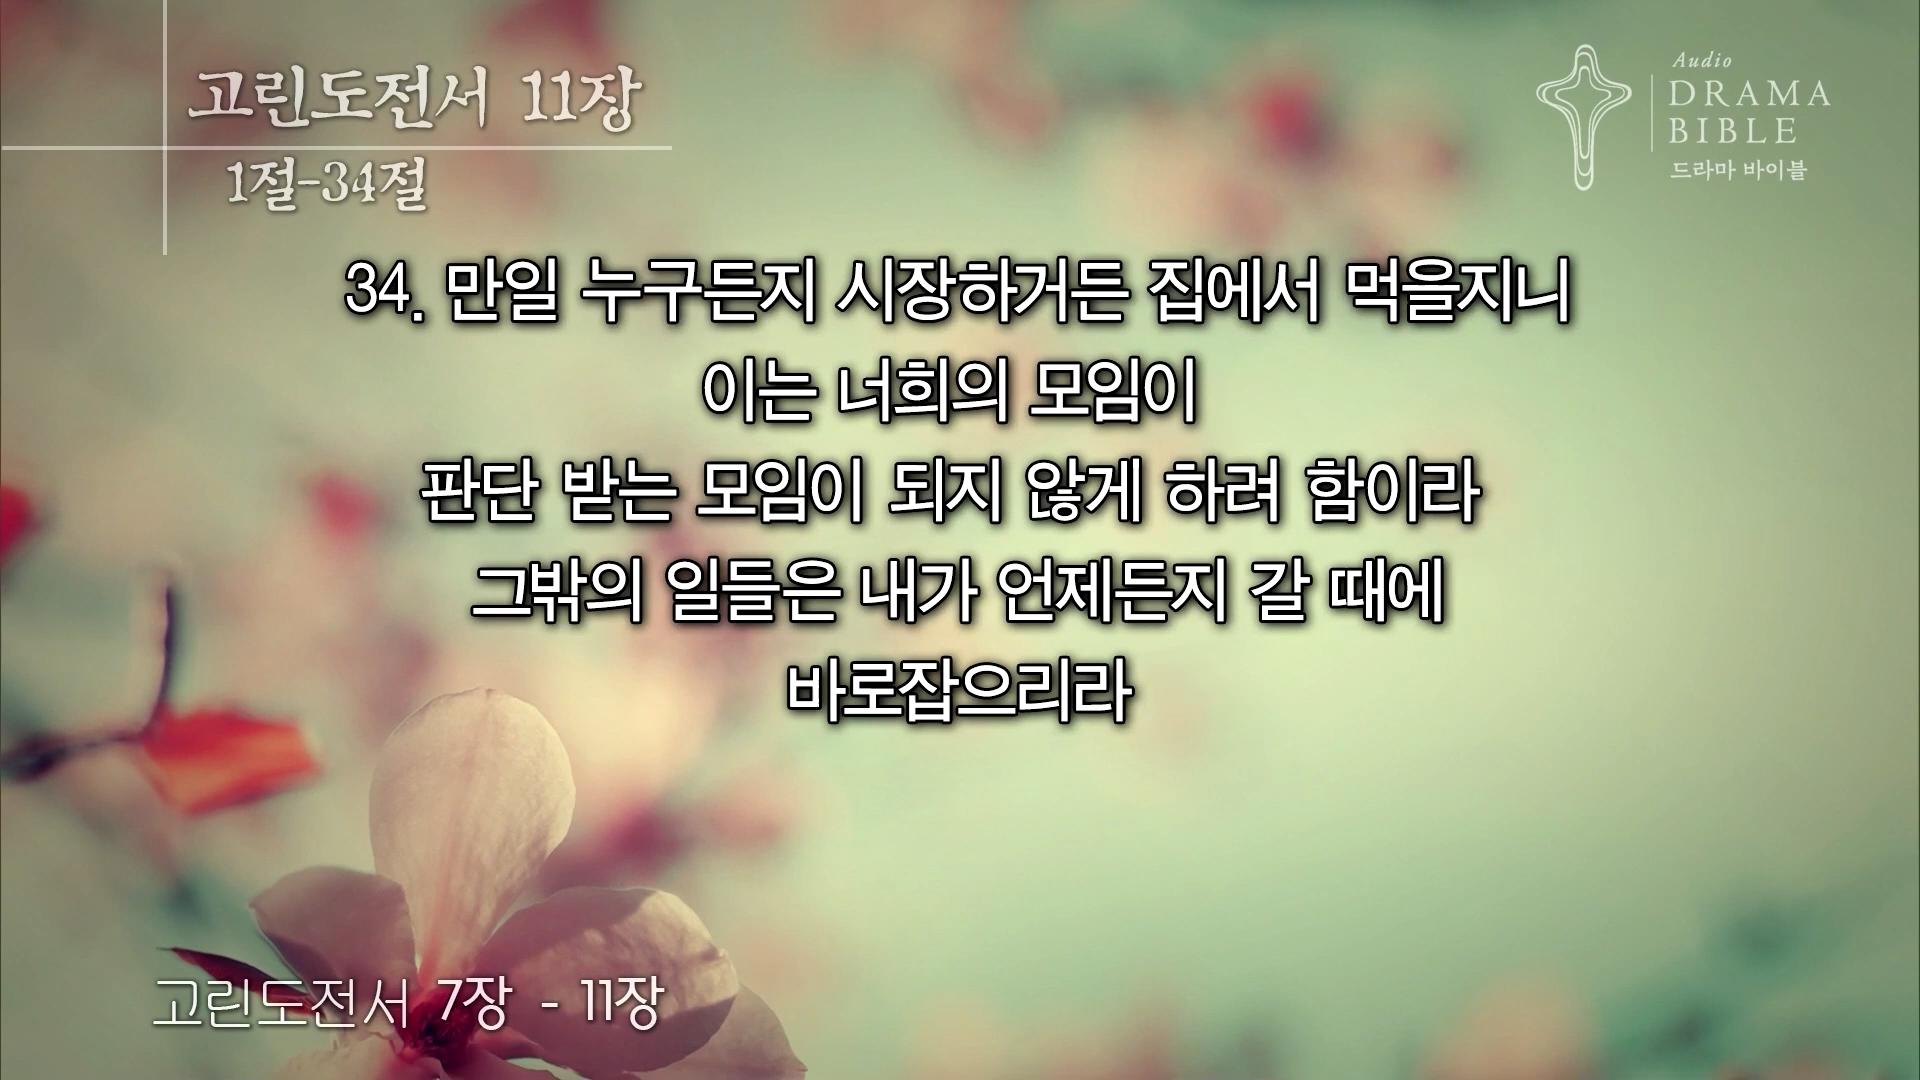 고린도전서 11장
1절-34절
Audio
DRAMA
BIBLE
드라마 바이블
34. 만일 누구든지 시장하거든 집에서 먹을지니
이는 너희의 모임이
판단 받는 모임이 되지 않게 하려 함이라
그밖의 일들은 내가 언제든지 갈 때에
바로잡으리라
고린도전서 7장 - 11장